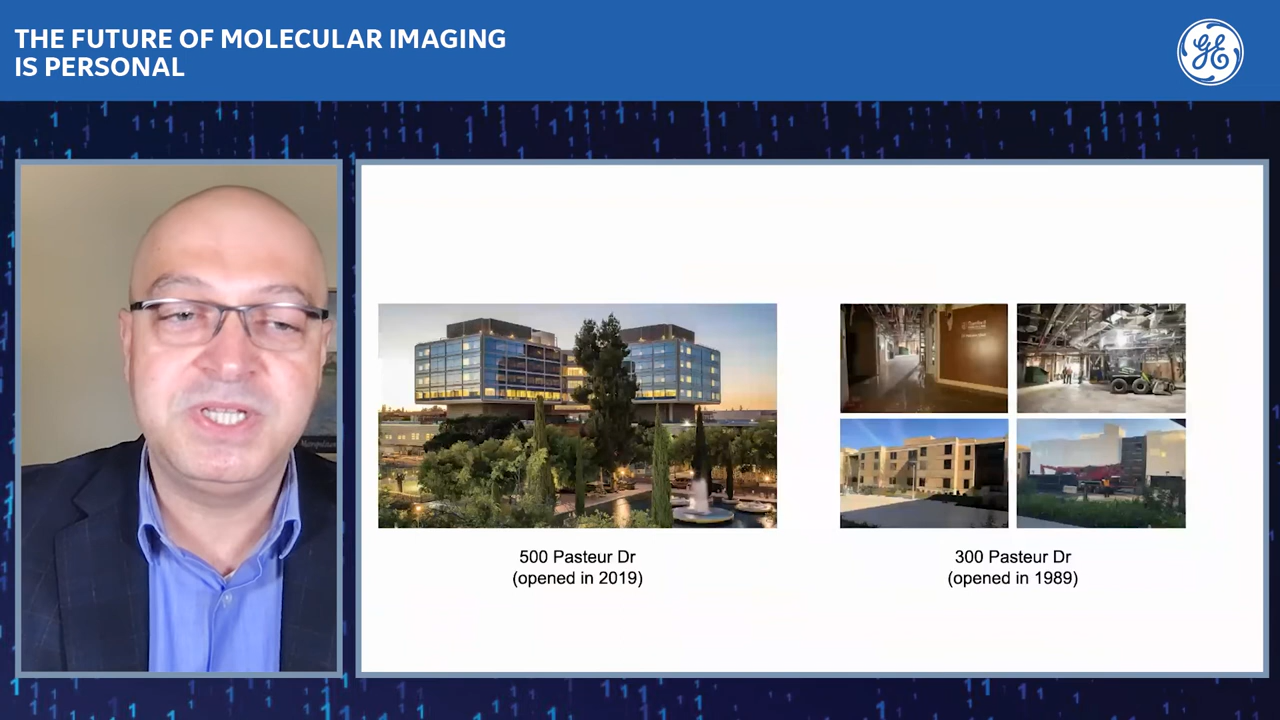 THE FUTURE OF MOLECULAR IMAGING
IS PERSONAL
GE
500 Pasteur Dr
(opened in 2019)
300 Pasteur Dr
(opened in 1989)